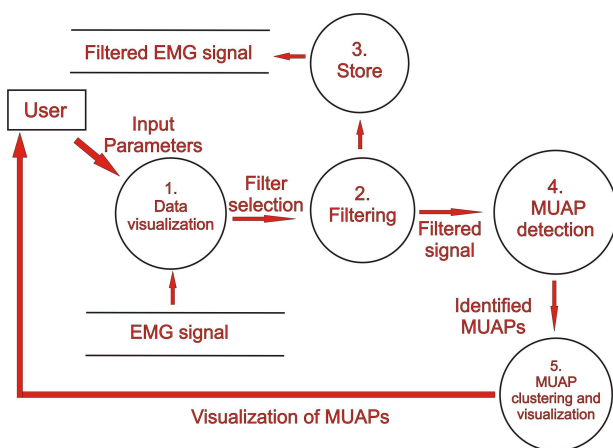 Filtered EMG signal
3.
Store
User
Input
Parameters
1.
Data
visualization
Filter
selection
2.
Filtering
Filtered
signal
4.
MUAP
detection
EMG signal
Identified
MUAPs
5.
MUAP
clustering and
visualization
Visualization of MUAPs